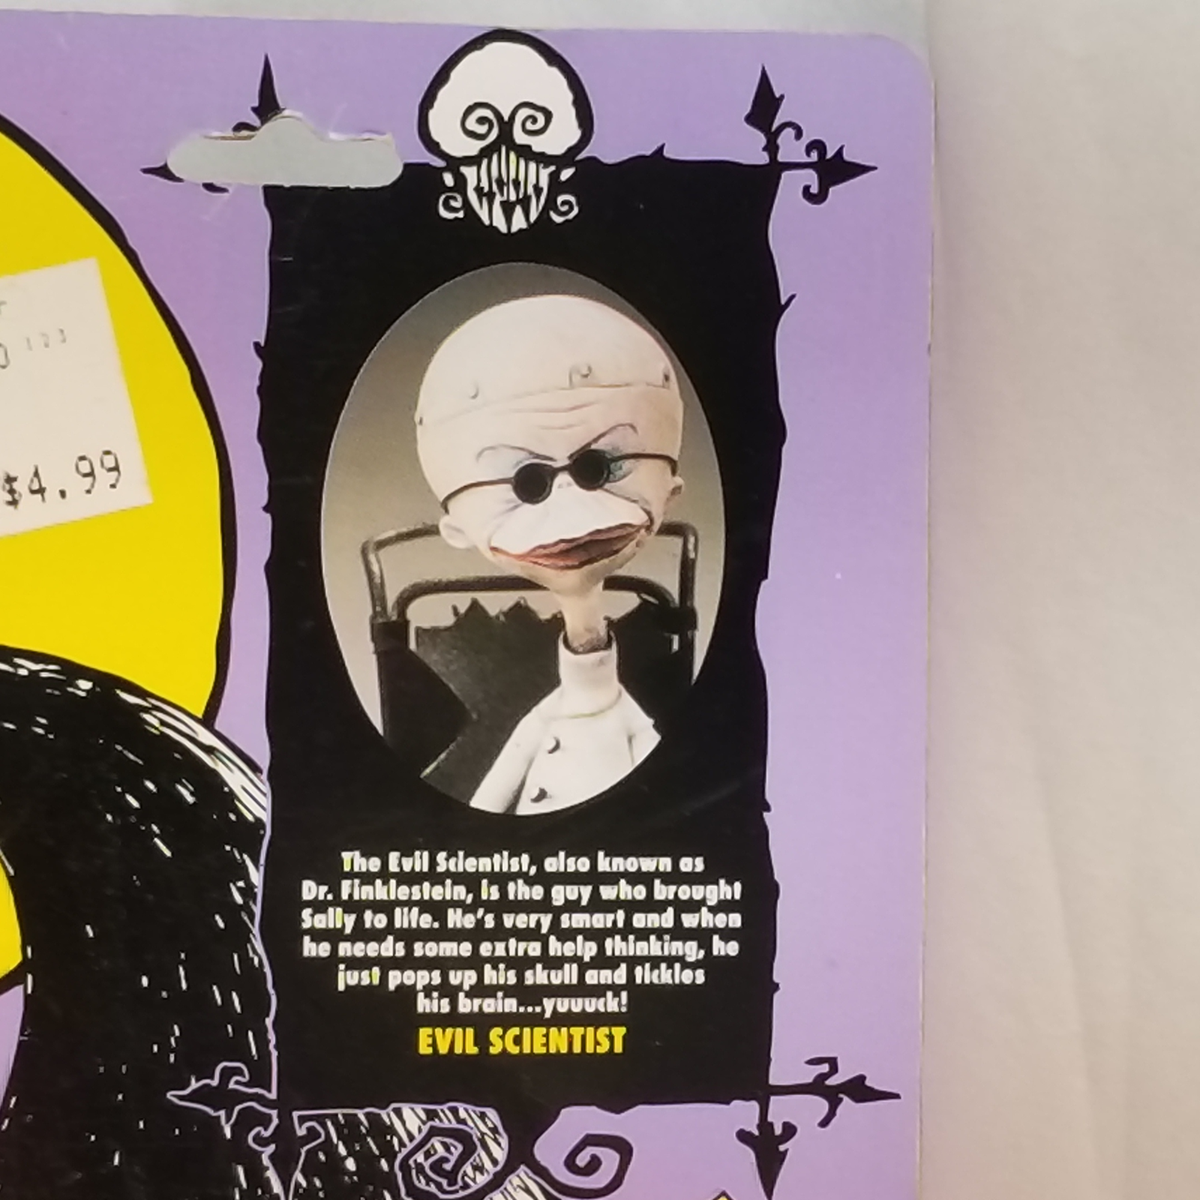 123
$4.99
The Evil Scientist, also known as
Dr. Finklestein, is the guy who brought
Sally to life. He's very smart and when
he needs some extra help thinking, he
just pops up his skull and tickles
his brain...yuuuck!
EVIL SCIENTIST